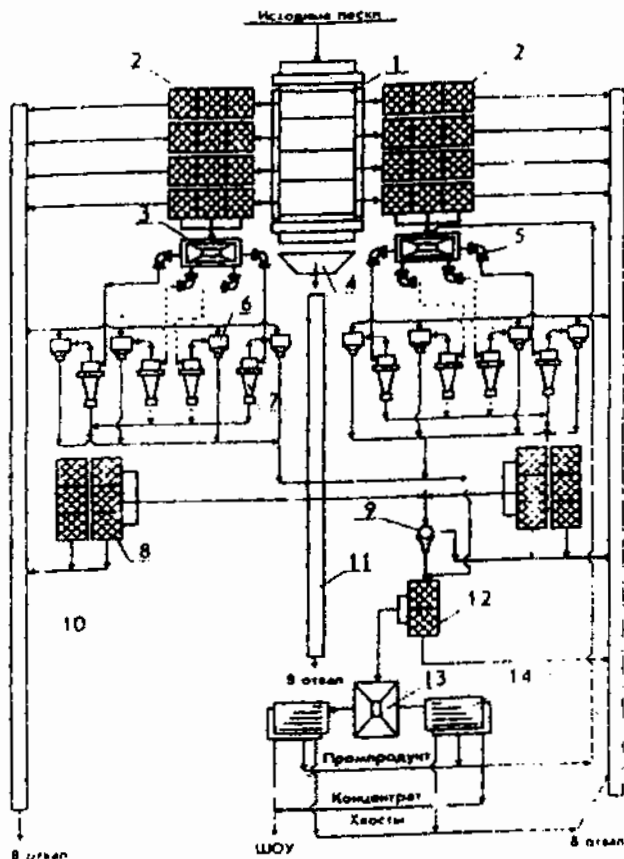 Исходные пески
2
1
2
3
5
4
6
7
9
8
11
12
10
в отвал
13
14
Промпродукт
Концентрат
Хвосты
в отвал
ШОУ
в отвал